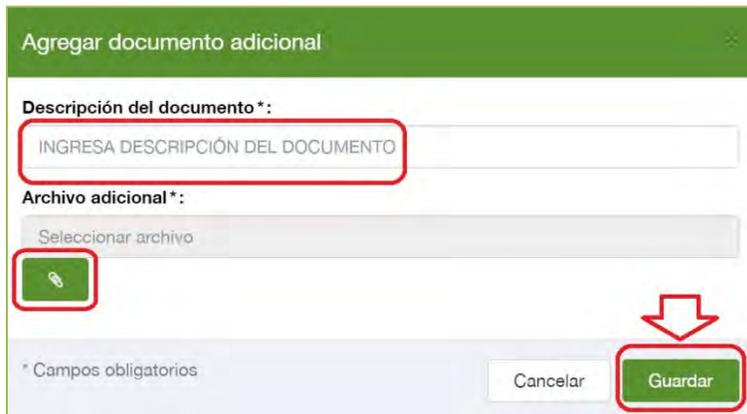 Agregar documento adicional
Descripción del documento*:
INGRESA DESCRIPCIÓN DEL DOCUMENTO
Archivo adicional*:
Seleccionar archivo
* Campos obligatorios
Cancelar
Guardar